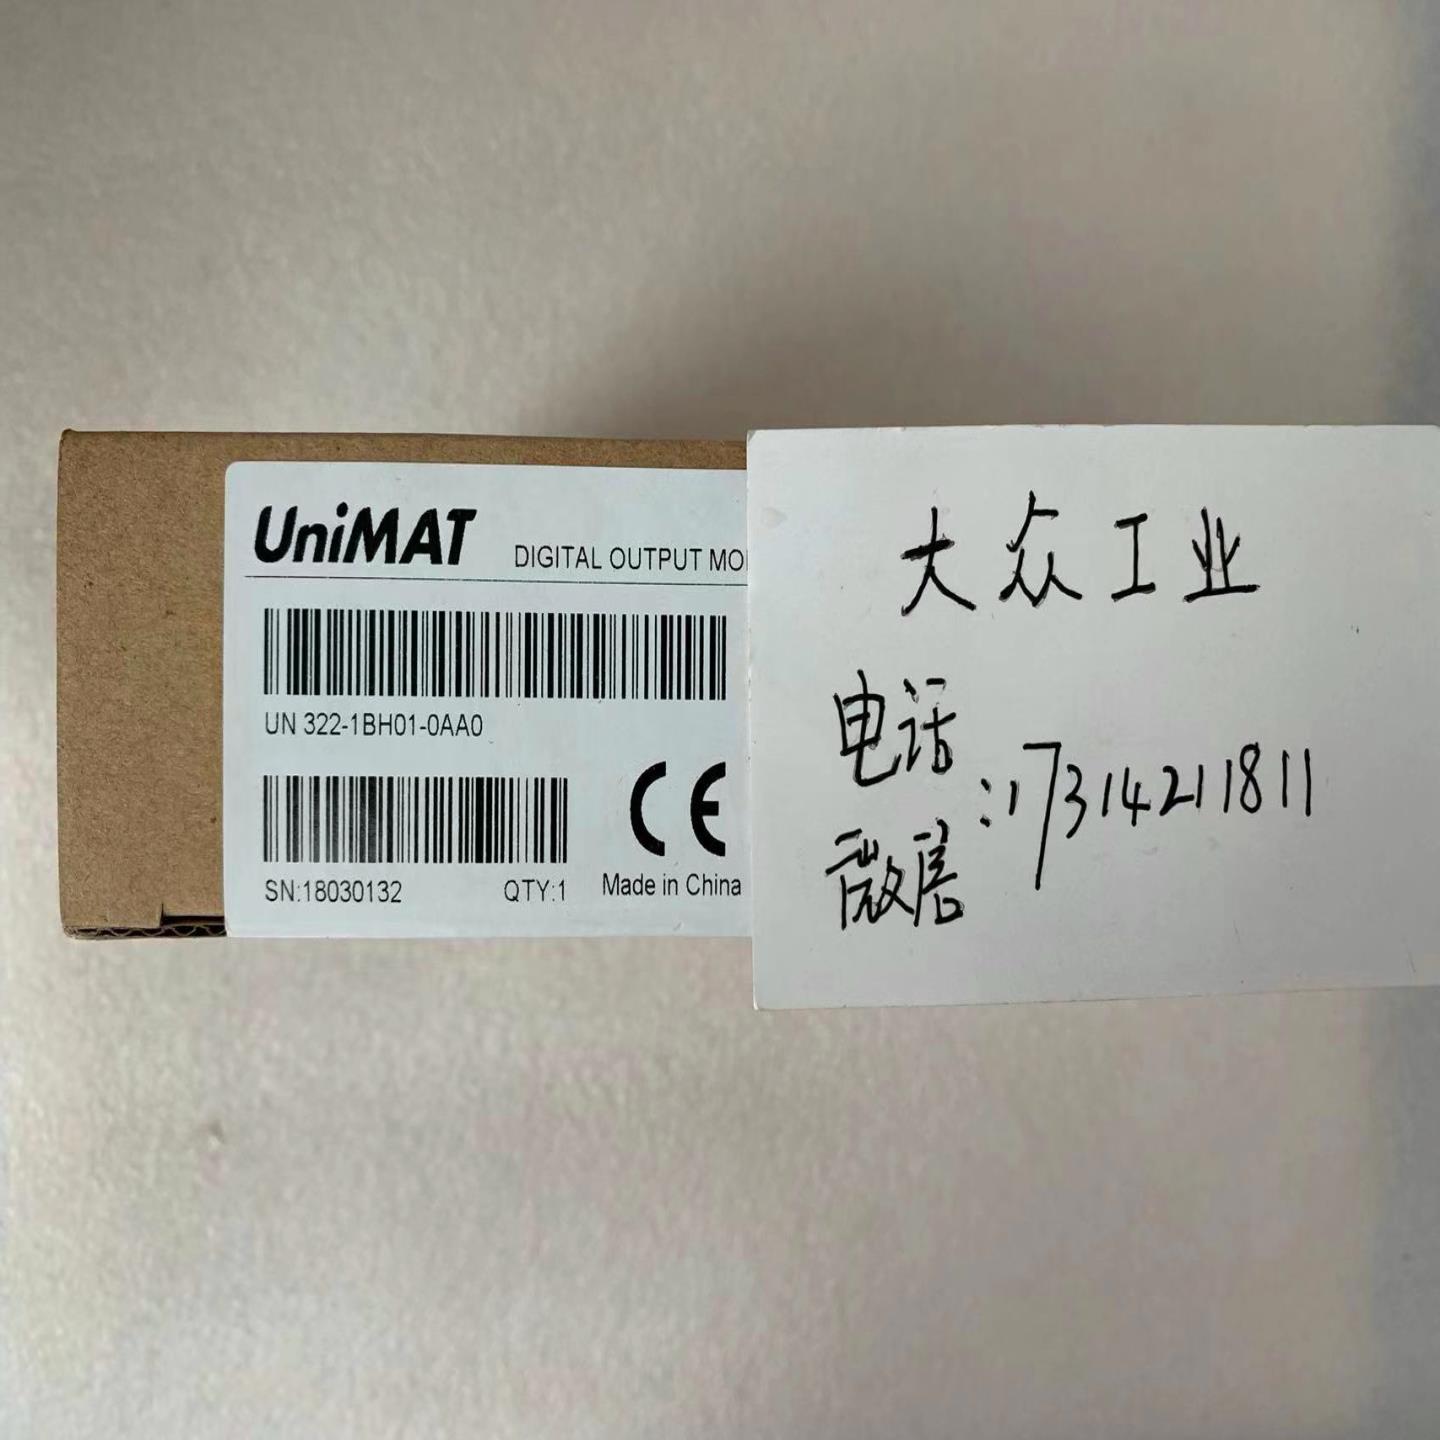 UniMAT
DIGITAL OUTPUT MO
UN 322-1BH01-0AA0
CE
SN:18030132 QTY:1 Made in China
大众工业
电话
微信 :17314211811